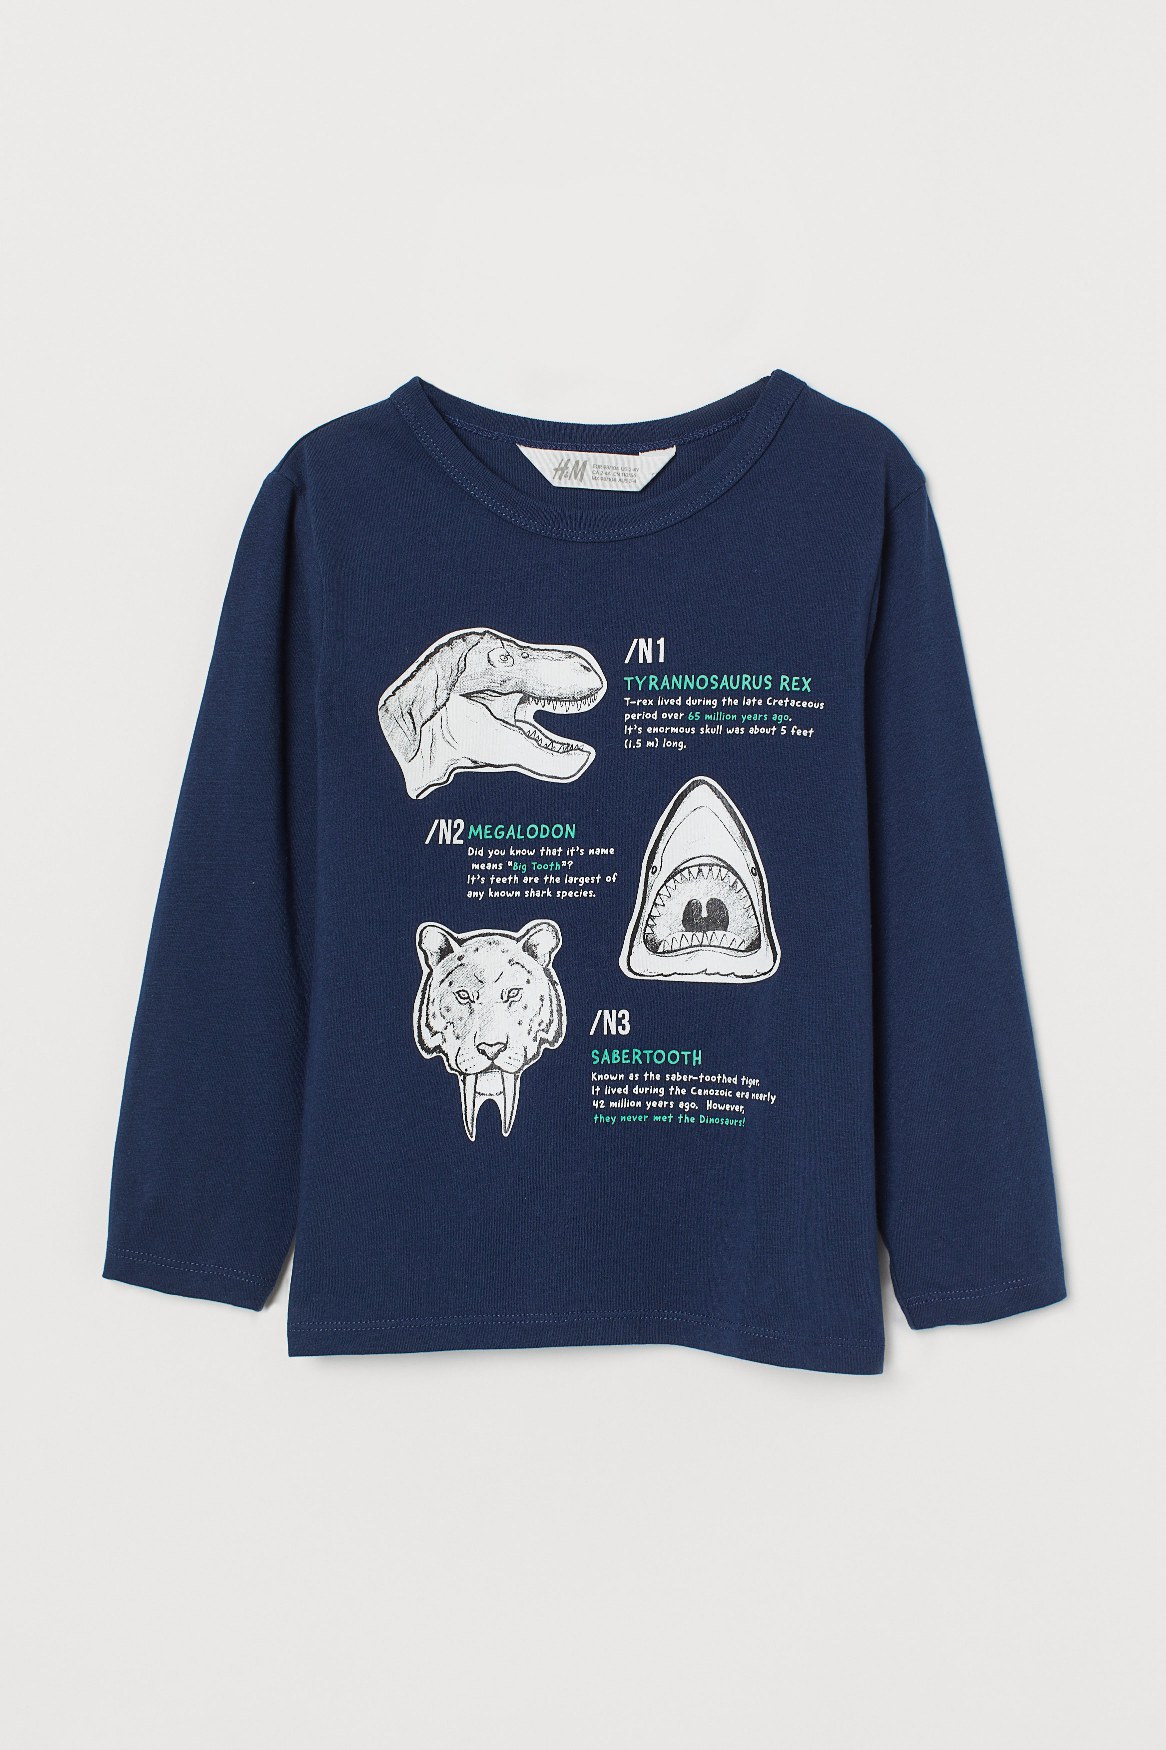 H&M
/N1
TYRANNOSAURUS REX
T-rex lived during the late Cretaceous
period over 65 million years ago.
It's enormous skull was about 5 feet
(1.5 m) long.
/N2 MEGALODON
Did you know that it's name
means "Big Tooth"?
It's teeth are the largest of
any known shark species.
/N3
SABERTOOTH
Known as the saber-toothed tiger.
It lived during the Cenozoic era nearly
42 million years ago. However,
they never met the Dinosaurs!